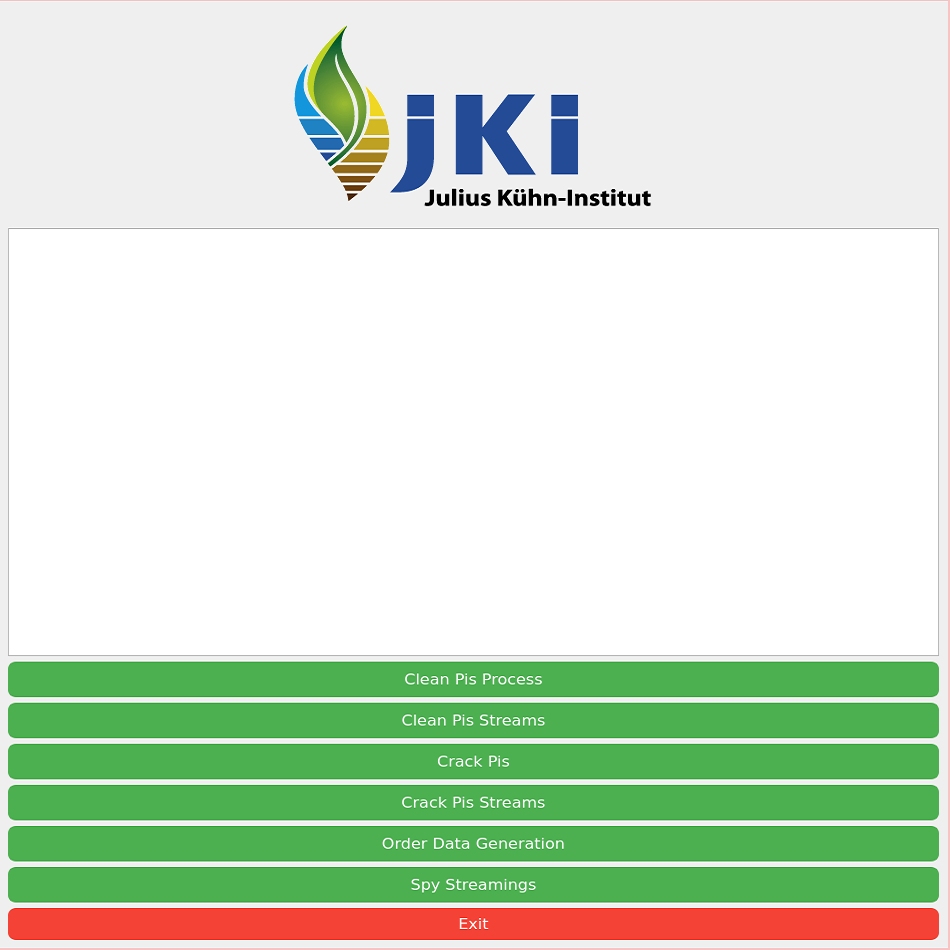 jKi
Julius Kühn-Institut
Clean Pis Process
Clean Pis Streams
Crack Pis
Crack Pis Streams
Order Data Generation
Spy Streamings
Exit